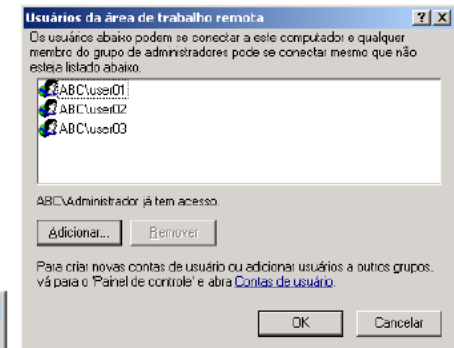 Usuários da área de trabalho remota
Os usuários abaixo podem se conectar a este computador e qualquer
membro do grupo de administradores pode se conectar mesmo que não
esteja listado abaixo.
ABC\user01
ABC\user02
ABC\user03
ABC\Administrador já tem acesso.
Adicionar... Remover
Para criar novas contas de usuário ou adicionar usuários a outros grupos,
vá para o 'Painel de controle' e abra Contas de usuário.
OK Cancelar